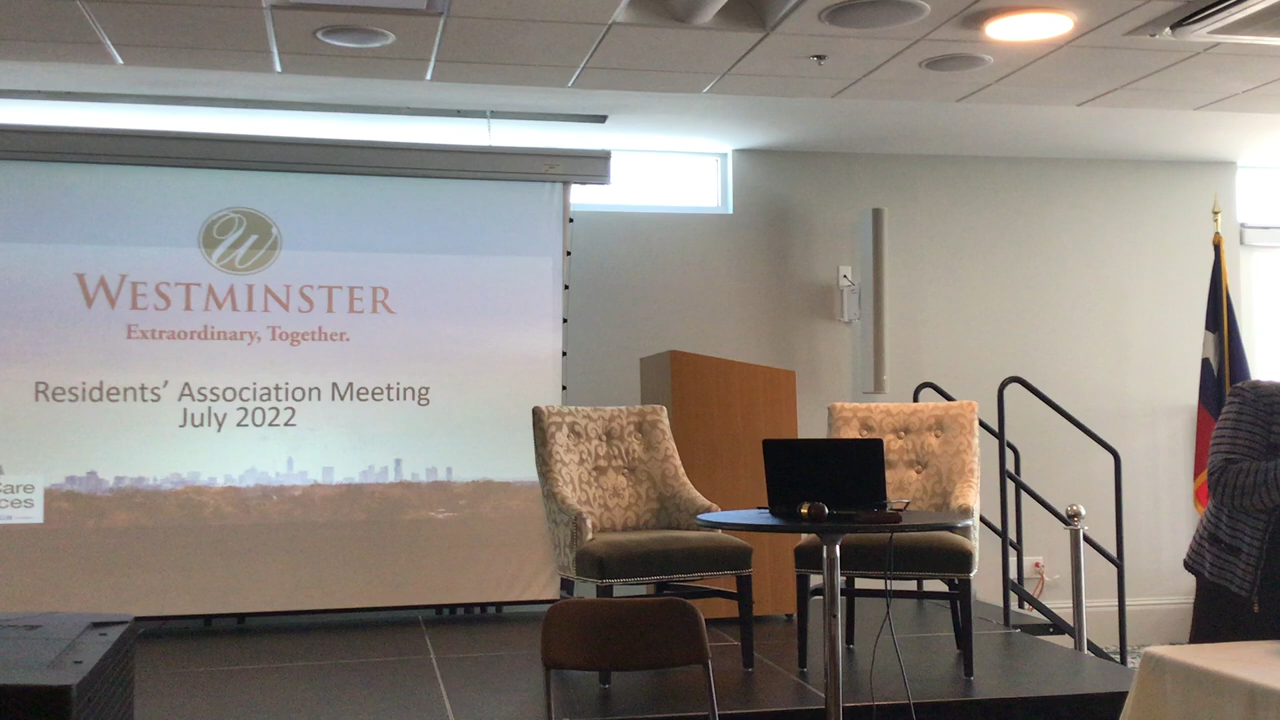 W
WESTMINSTER
Extraordinary, Together.
Residents' Association Meeting
July 2022
Care
ces